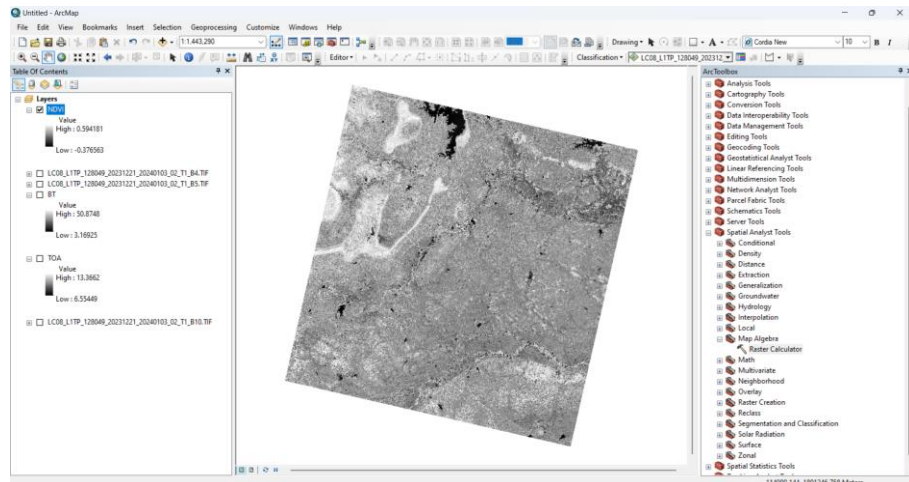 Untitled - ArcMap
File Edit View Bookmarks Insert Selection Geoprocessing Customize Windows Help
1:1.443,290
Drawing
A
Cordia New
10
B I
Editor
Classification
LC08_L1TP_128049_202312
Table Of Contents
Layers
NDVI
Value
High : 0.594181
Low : -0.376563
LC08_L1TP_128049_20231221_20240103_02_T1_B4.TIF
LC08_L1TP_128049_20231221_20240103_02_T1_B5.TIF
BT
Value
High : 50.8748
Low : 3.16925
TOA
Value
High : 13.3662
Low : 6.55449
LC08_L1TP_128049_20231221_20240103_02_T1_B10.TIF
ArcToolbox
Analysis Tools
Cartography Tools
Conversion Tools
Data Interoperability Tools
Data Management Tools
Editing Tools
Geocoding Tools
Geostatistical Analyst Tools
Linear Referencing Tools
Multidimension Tools
Network Analyst Tools
Parcel Fabric Tools
Schematics Tools
Server Tools
Spatial Analyst Tools
Conditional
Density
Distance
Extraction
Generalization
Groundwater
Hydrology
Interpolation
Local
Map Algebra
Raster Calculator
Math
Multivariate
Neighborhood
Overlay
Raster Creation
Reclass
Segmentation and Classification
Solar Radiation
Surface
Zonal
Spatial Statistics Tools